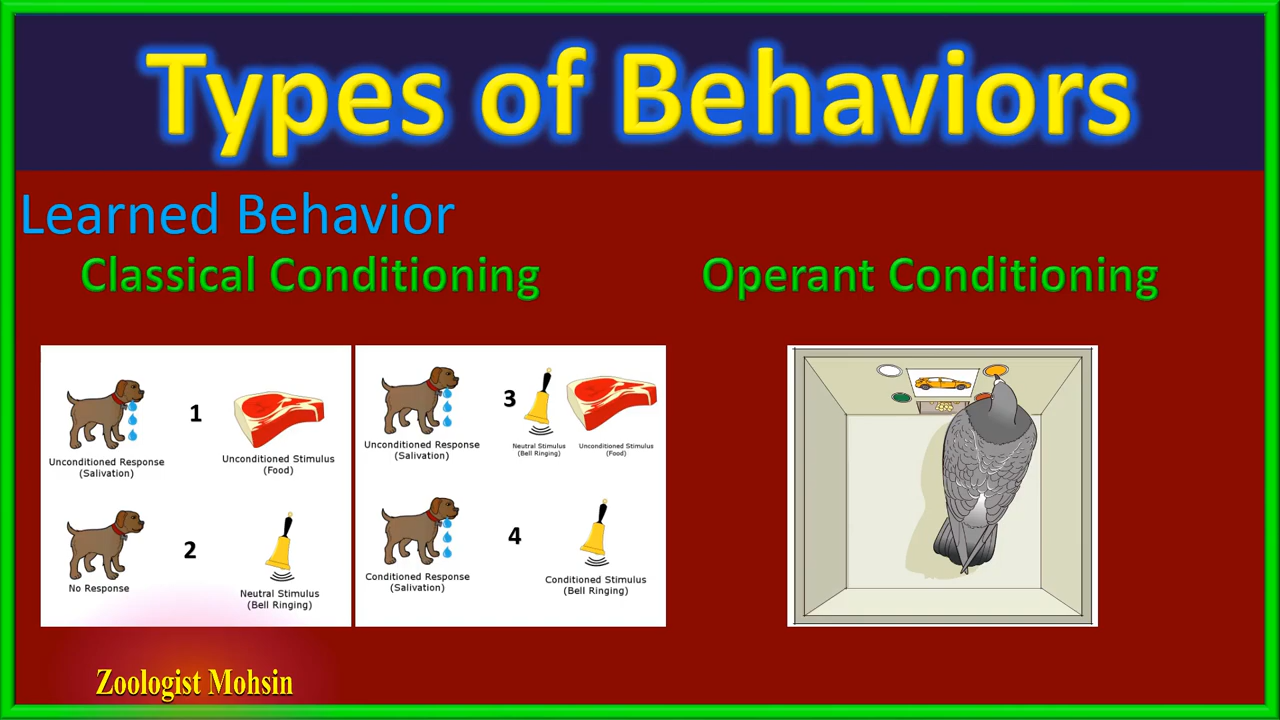 Types of Behaviors
Learned Behavior
Classical Conditioning
Operant Conditioning
1
Unconditioned Response
(Salivation)
Unconditioned Stimulus
(Food)
2
No Response
Neutral Stimulus
(Bell Ringing)
3
Unconditioned Response
(Salivation)
Neutral Stimulus
(Bell Ringing)
Unconditioned Stimulus
(Food)
4
Conditioned Response
(Salivation)
Conditioned Stimulus
(Bell Ringing)
Zoologist Mohsin